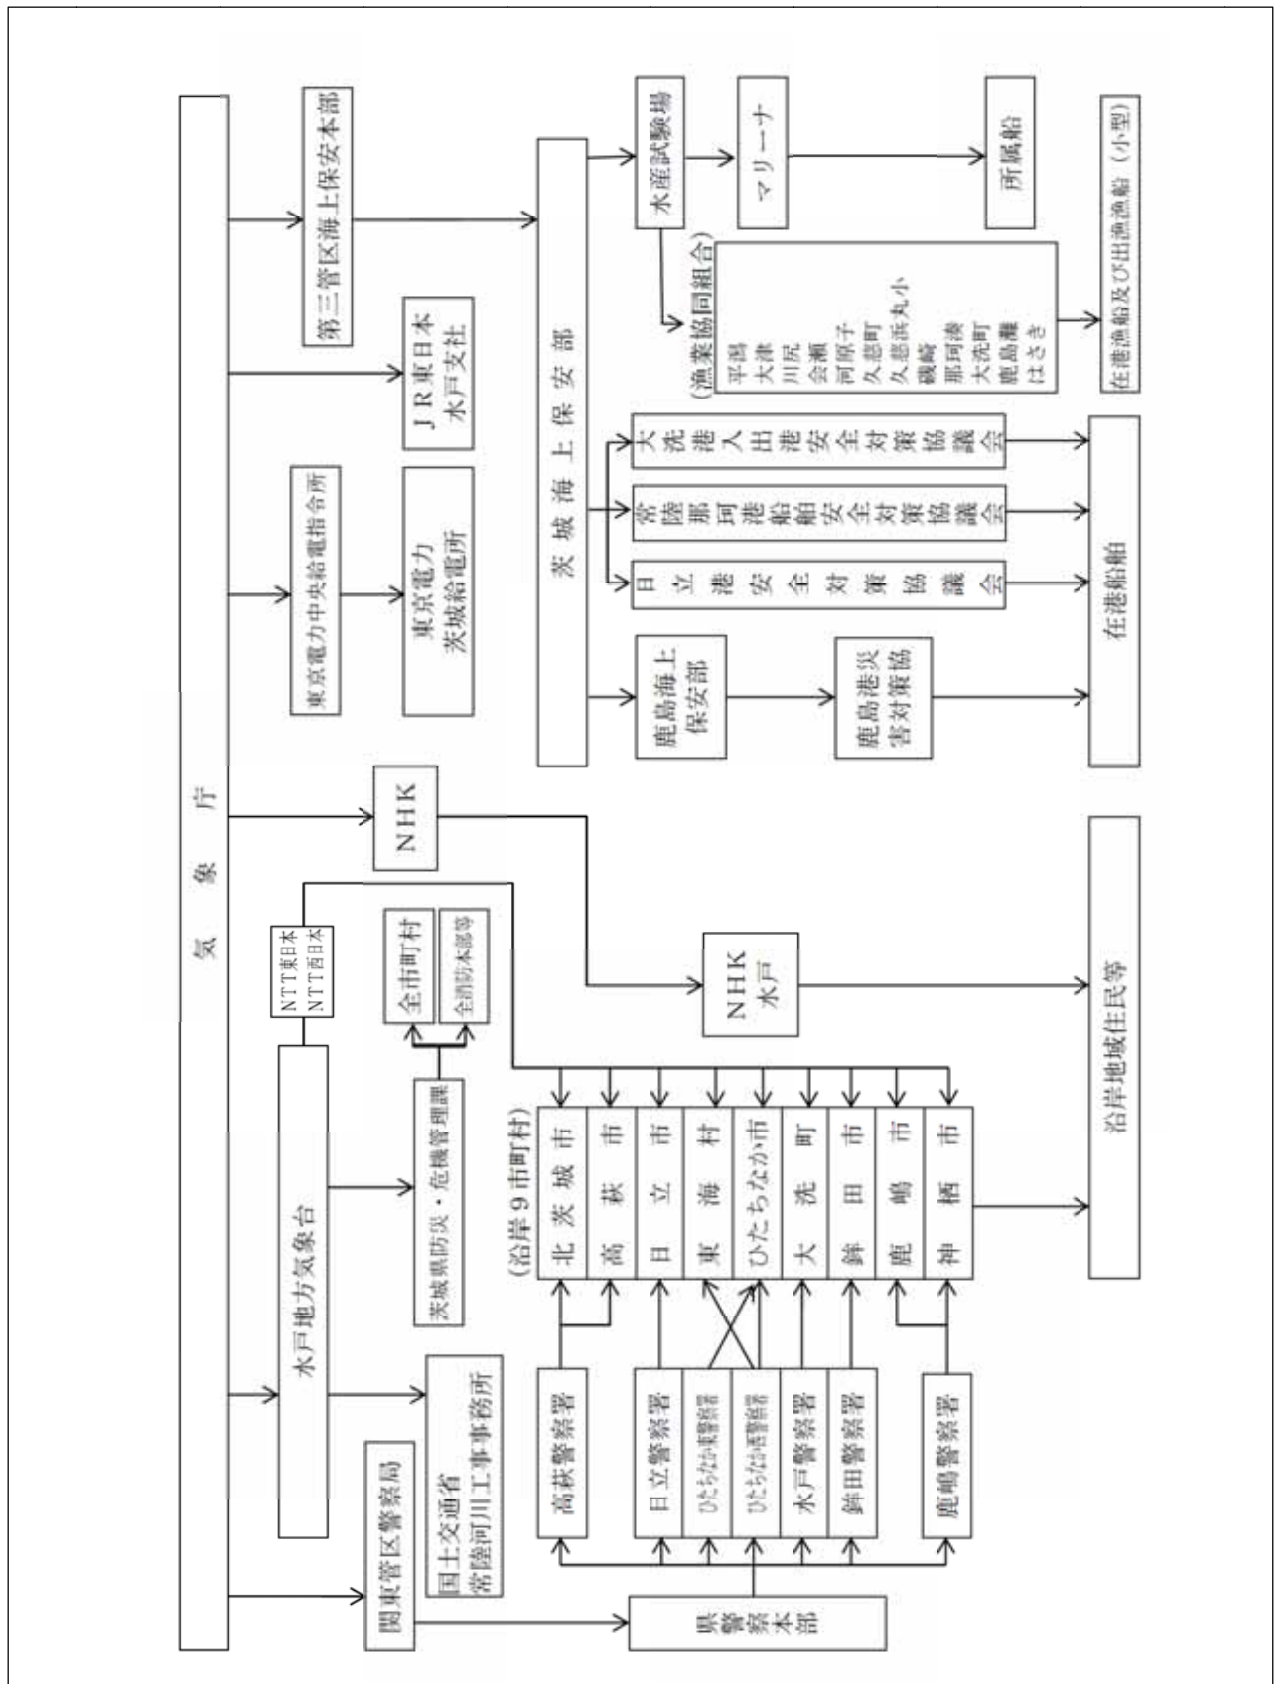 気象庁
関東管区警察局
県警察本部
高萩警察署
日立警察署
ひたちなか東警察署
ひたちなか西警察署
水戸警察署
鉾田警察署
鹿嶋警察署
水戸地方気象台
国土交通省
常陸河川工事事務所
茨城県防災・危機管理課
全市町村
全消防本部等
NTT東日本
NTT西日本
(沿岸9市町村)
北茨城市
高萩市
日立市
東海村
ひたちなか市
大洗町
鉾田市
鹿嶋市
神栖市
NHK
NHK
水戸
沿岸地域住民等
東京電力中央給電指令所
東京電力
茨城給電所
JR東日本
水戸支社
第三管区海上保安本部
茨城海上保安部
鹿島海上
保安部
鹿島港災
害対策協
日立港安全対策協議会
常陸那珂港船舶安全対策協議会
大洗港入出港安全対策協議会
在港船舶
水産試験場
(漁業協同組合)
平潟
大津
川尻
会瀬
河原子
久慈町
久慈浜丸小
磯崎
那珂湊
大洗町
鹿島灘
はさき
在港漁船及び出漁漁船（小型）
マリーナ
所属船